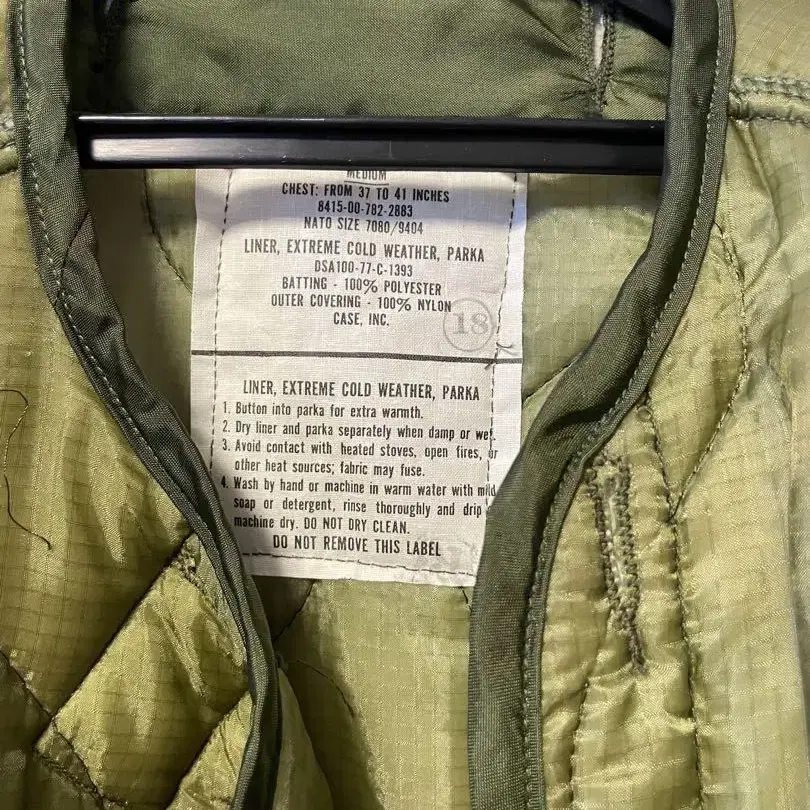 MEDIUM
CHEST: FROM 37 TO 41 INCHES
8415-00-782-2883
NATO SIZE 7080/9404
LINER, EXTREME COLD WEATHER, PARKA
DSA100-77-C-1393
BATTING - 100% POLYESTER
OUTER COVERING - 100% NYLON
CASE, INC.
18
LINER, EXTREME COLD WEATHER, PARKA
1. Button into parka for extra warmth.
2. Dry liner and parka separately when damp or wet.
3. Avoid contact with heated stoves, open fires, or
other heat sources; fabric may fuse.
4. Wash by hand or machine in warm water with mild
soap or detergent, rinse thoroughly and drip
machine dry. DO NOT DRY CLEAN.
DO NOT REMOVE THIS LABEL